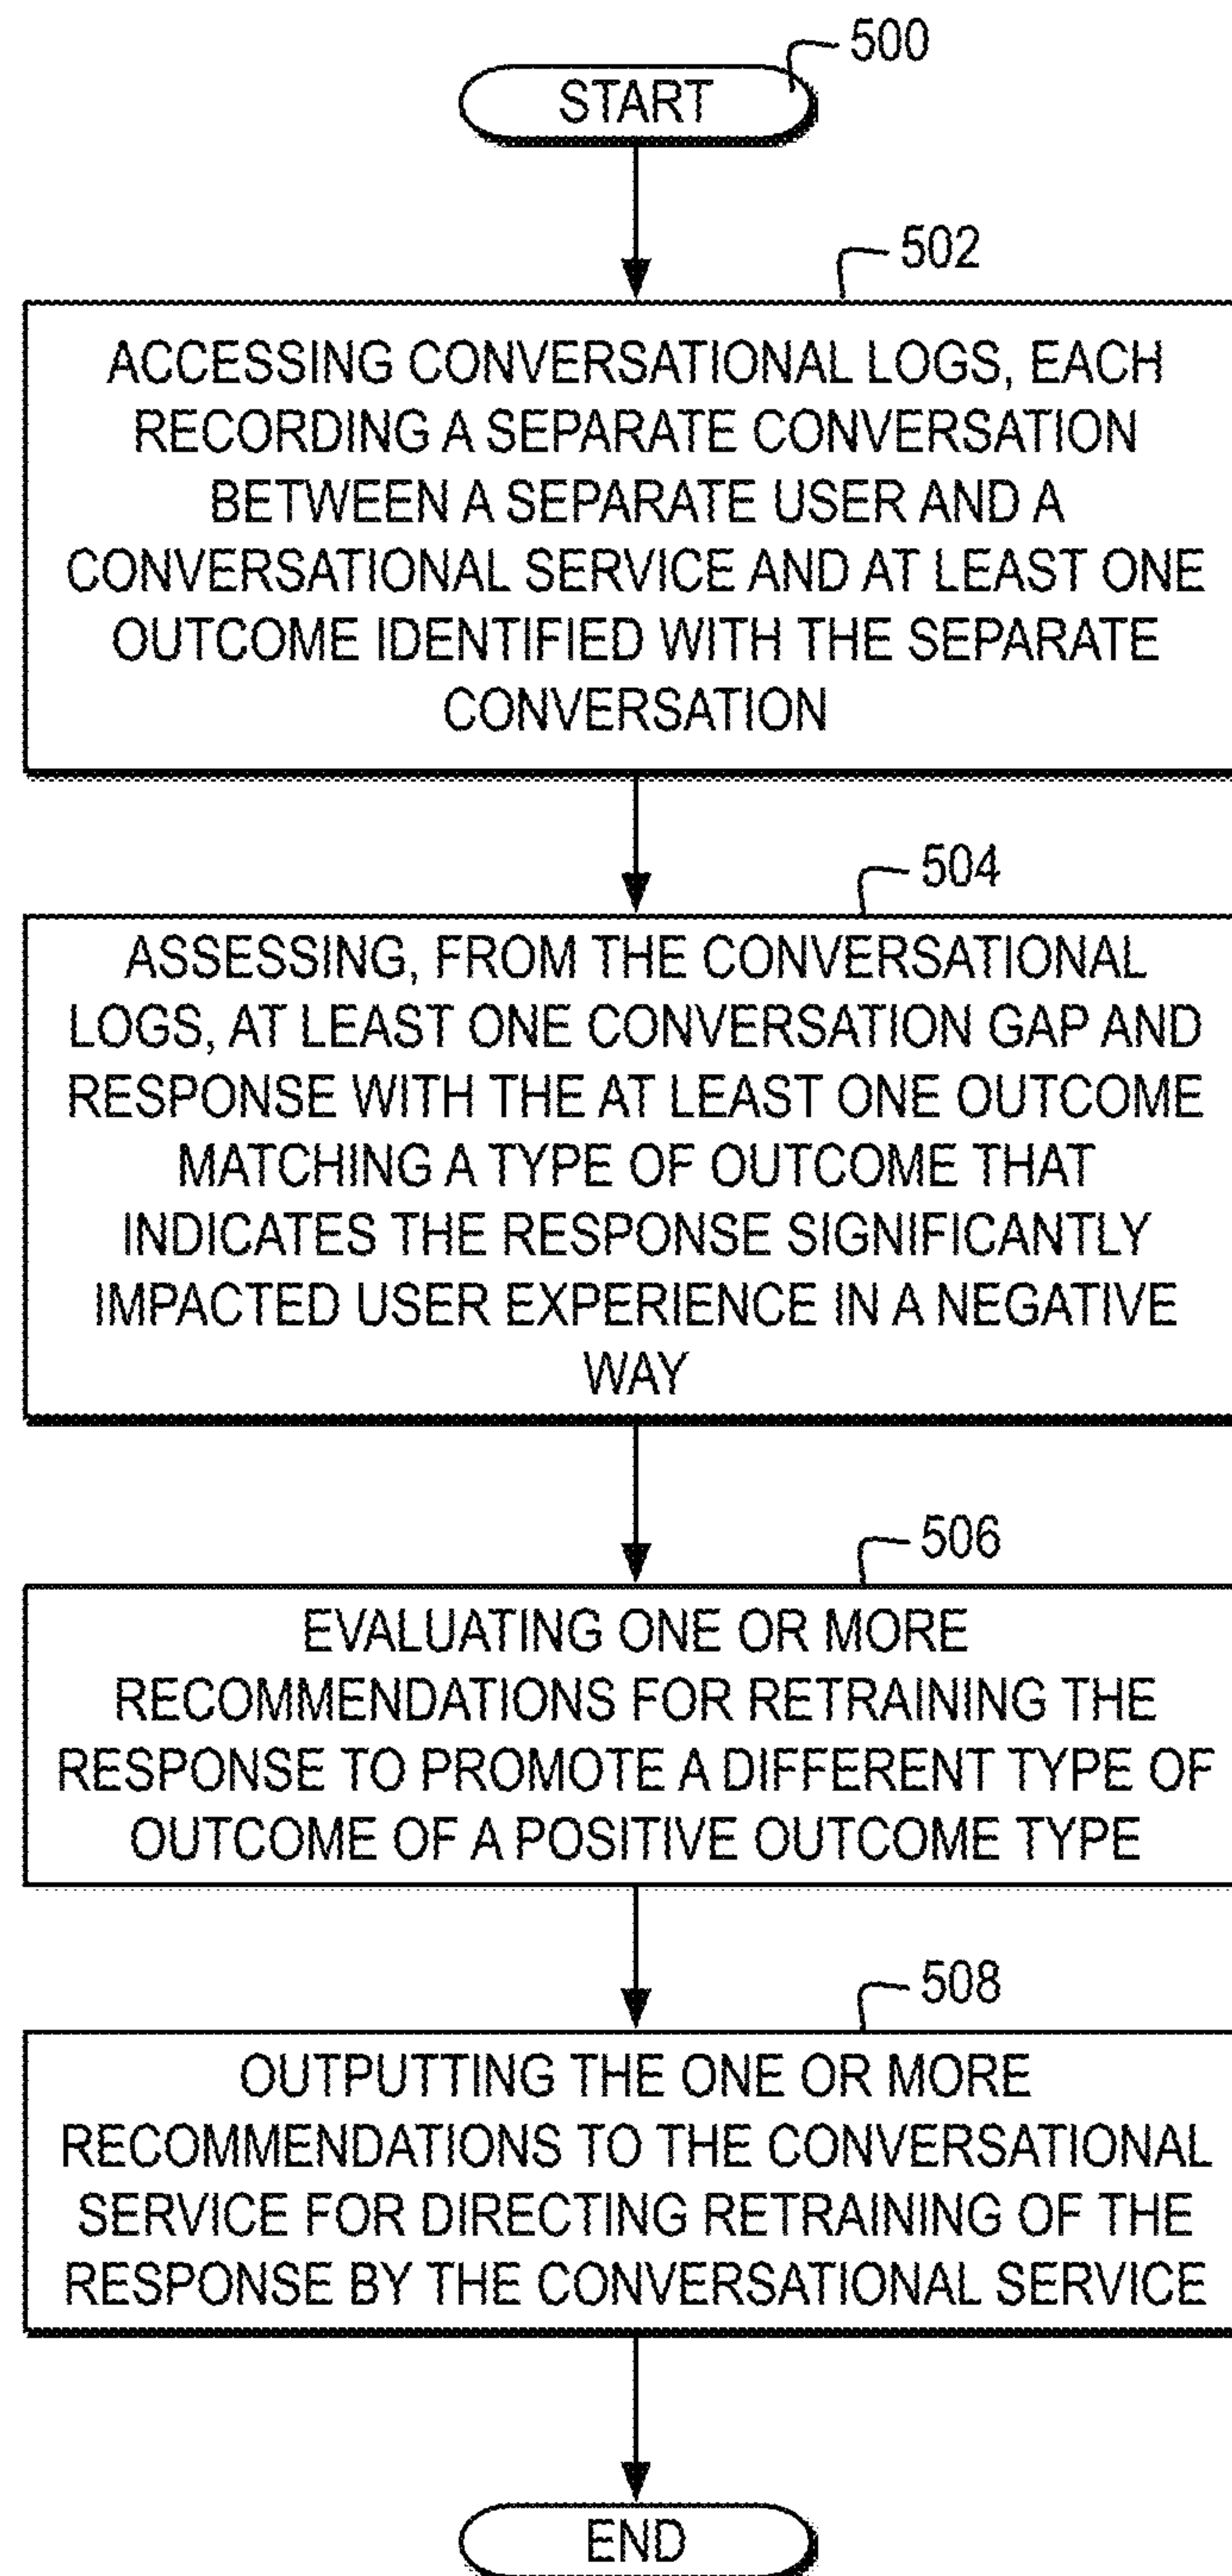 500
START
502
ACCESSING CONVERSATIONAL LOGS, EACH
RECORDING A SEPARATE CONVERSATION
BETWEEN A SEPARATE USER AND A
CONVERSATIONAL SERVICE AND AT LEAST ONE
OUTCOME IDENTIFIED WITH THE SEPARATE
CONVERSATION
504
ASSESSING, FROM THE CONVERSATIONAL
LOGS, AT LEAST ONE CONVERSATION GAP AND
RESPONSE WITH THE AT LEAST ONE OUTCOME
MATCHING A TYPE OF OUTCOME THAT
INDICATES THE RESPONSE SIGNIFICANTLY
IMPACTED USER EXPERIENCE IN A NEGATIVE
WAY
506
EVALUATING ONE OR MORE
RECOMMENDATIONS FOR RETRAINING THE
RESPONSE TO PROMOTE A DIFFERENT TYPE OF
OUTCOME OF A POSITIVE OUTCOME TYPE
508
OUTPUTTING THE ONE OR MORE
RECOMMENDATIONS TO THE CONVERSATIONAL
SERVICE FOR DIRECTING RETRAINING OF THE
RESPONSE BY THE CONVERSATIONAL SERVICE
END